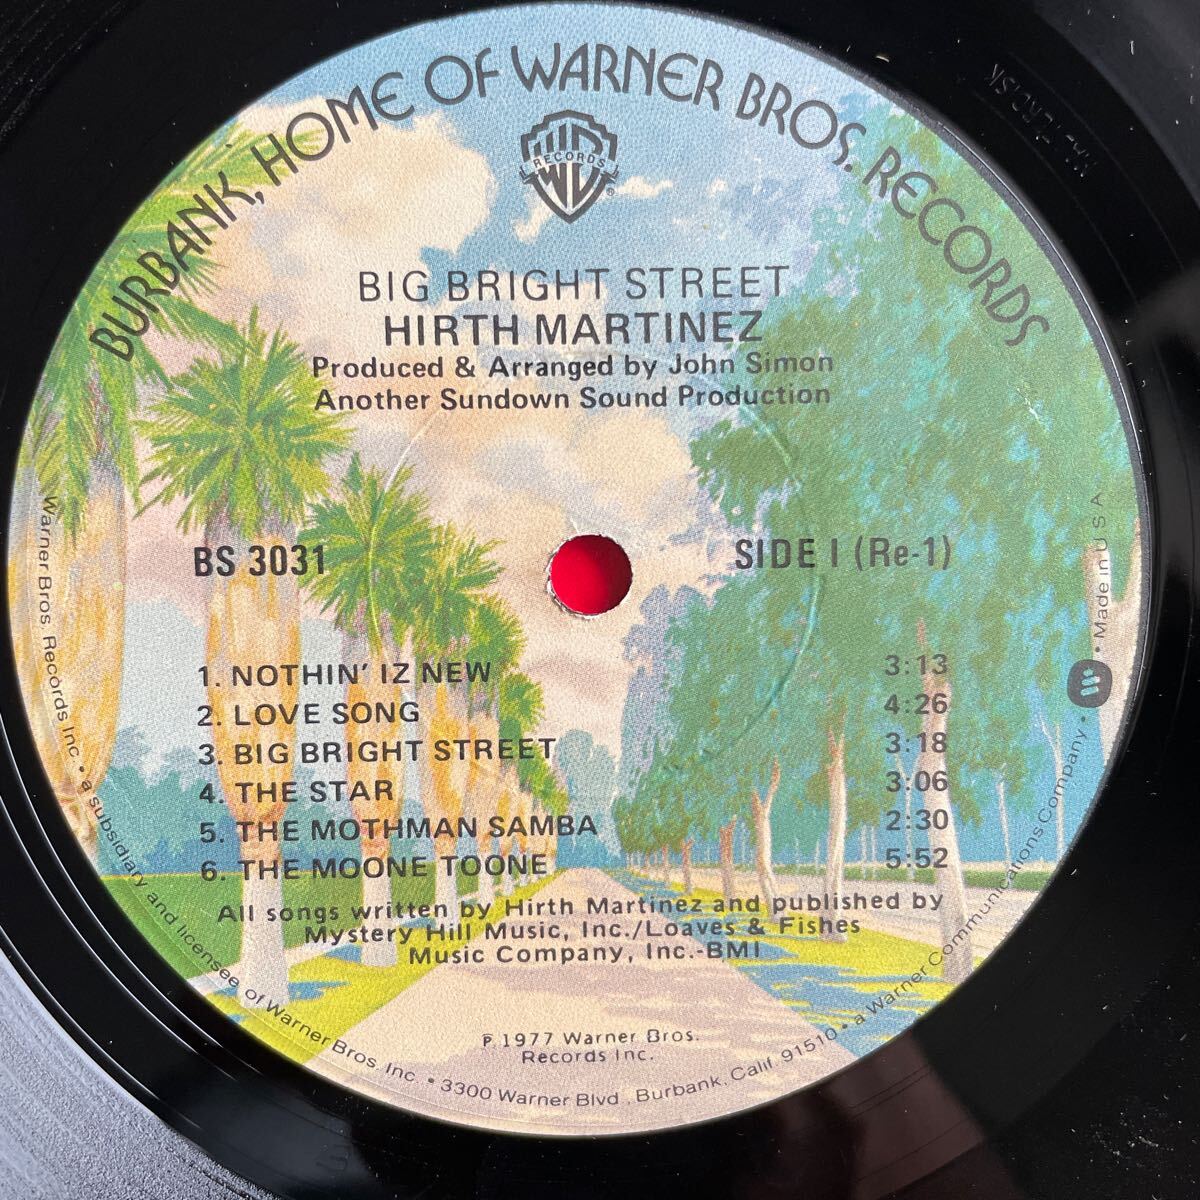 BURBANK, HOME OF WARNER BROS. RECORDS
WB
RECORDS
®
BIG BRIGHT STREET
HIRTH MARTINEZ
Produced & Arranged by John Simon
Another Sundown Sound Production
BS 3031
SIDE I (Re-1)
1. NOTHIN' IZ NEW 3:13
2. LOVE SONG 4:26
3. BIG BRIGHT STREET 3:18
4. THE STAR 3:06
5. THE MOTHMAN SAMBA 2:30
6. THE MOONE TOONE 5:52
All songs written by Hirth Martinez and published by
Mystery Hill Music, Inc./Loaves & Fishes
Music Company, Inc.-BMI
℗ 1977 Warner Bros.
Records Inc.
Warner Bros. Records Inc. • a subsidiary and licensee of Warner Bros. Inc. • 3300 Warner Blvd., Burbank, Calif. 91510 • a Warner Communications Company • • Made in U S A